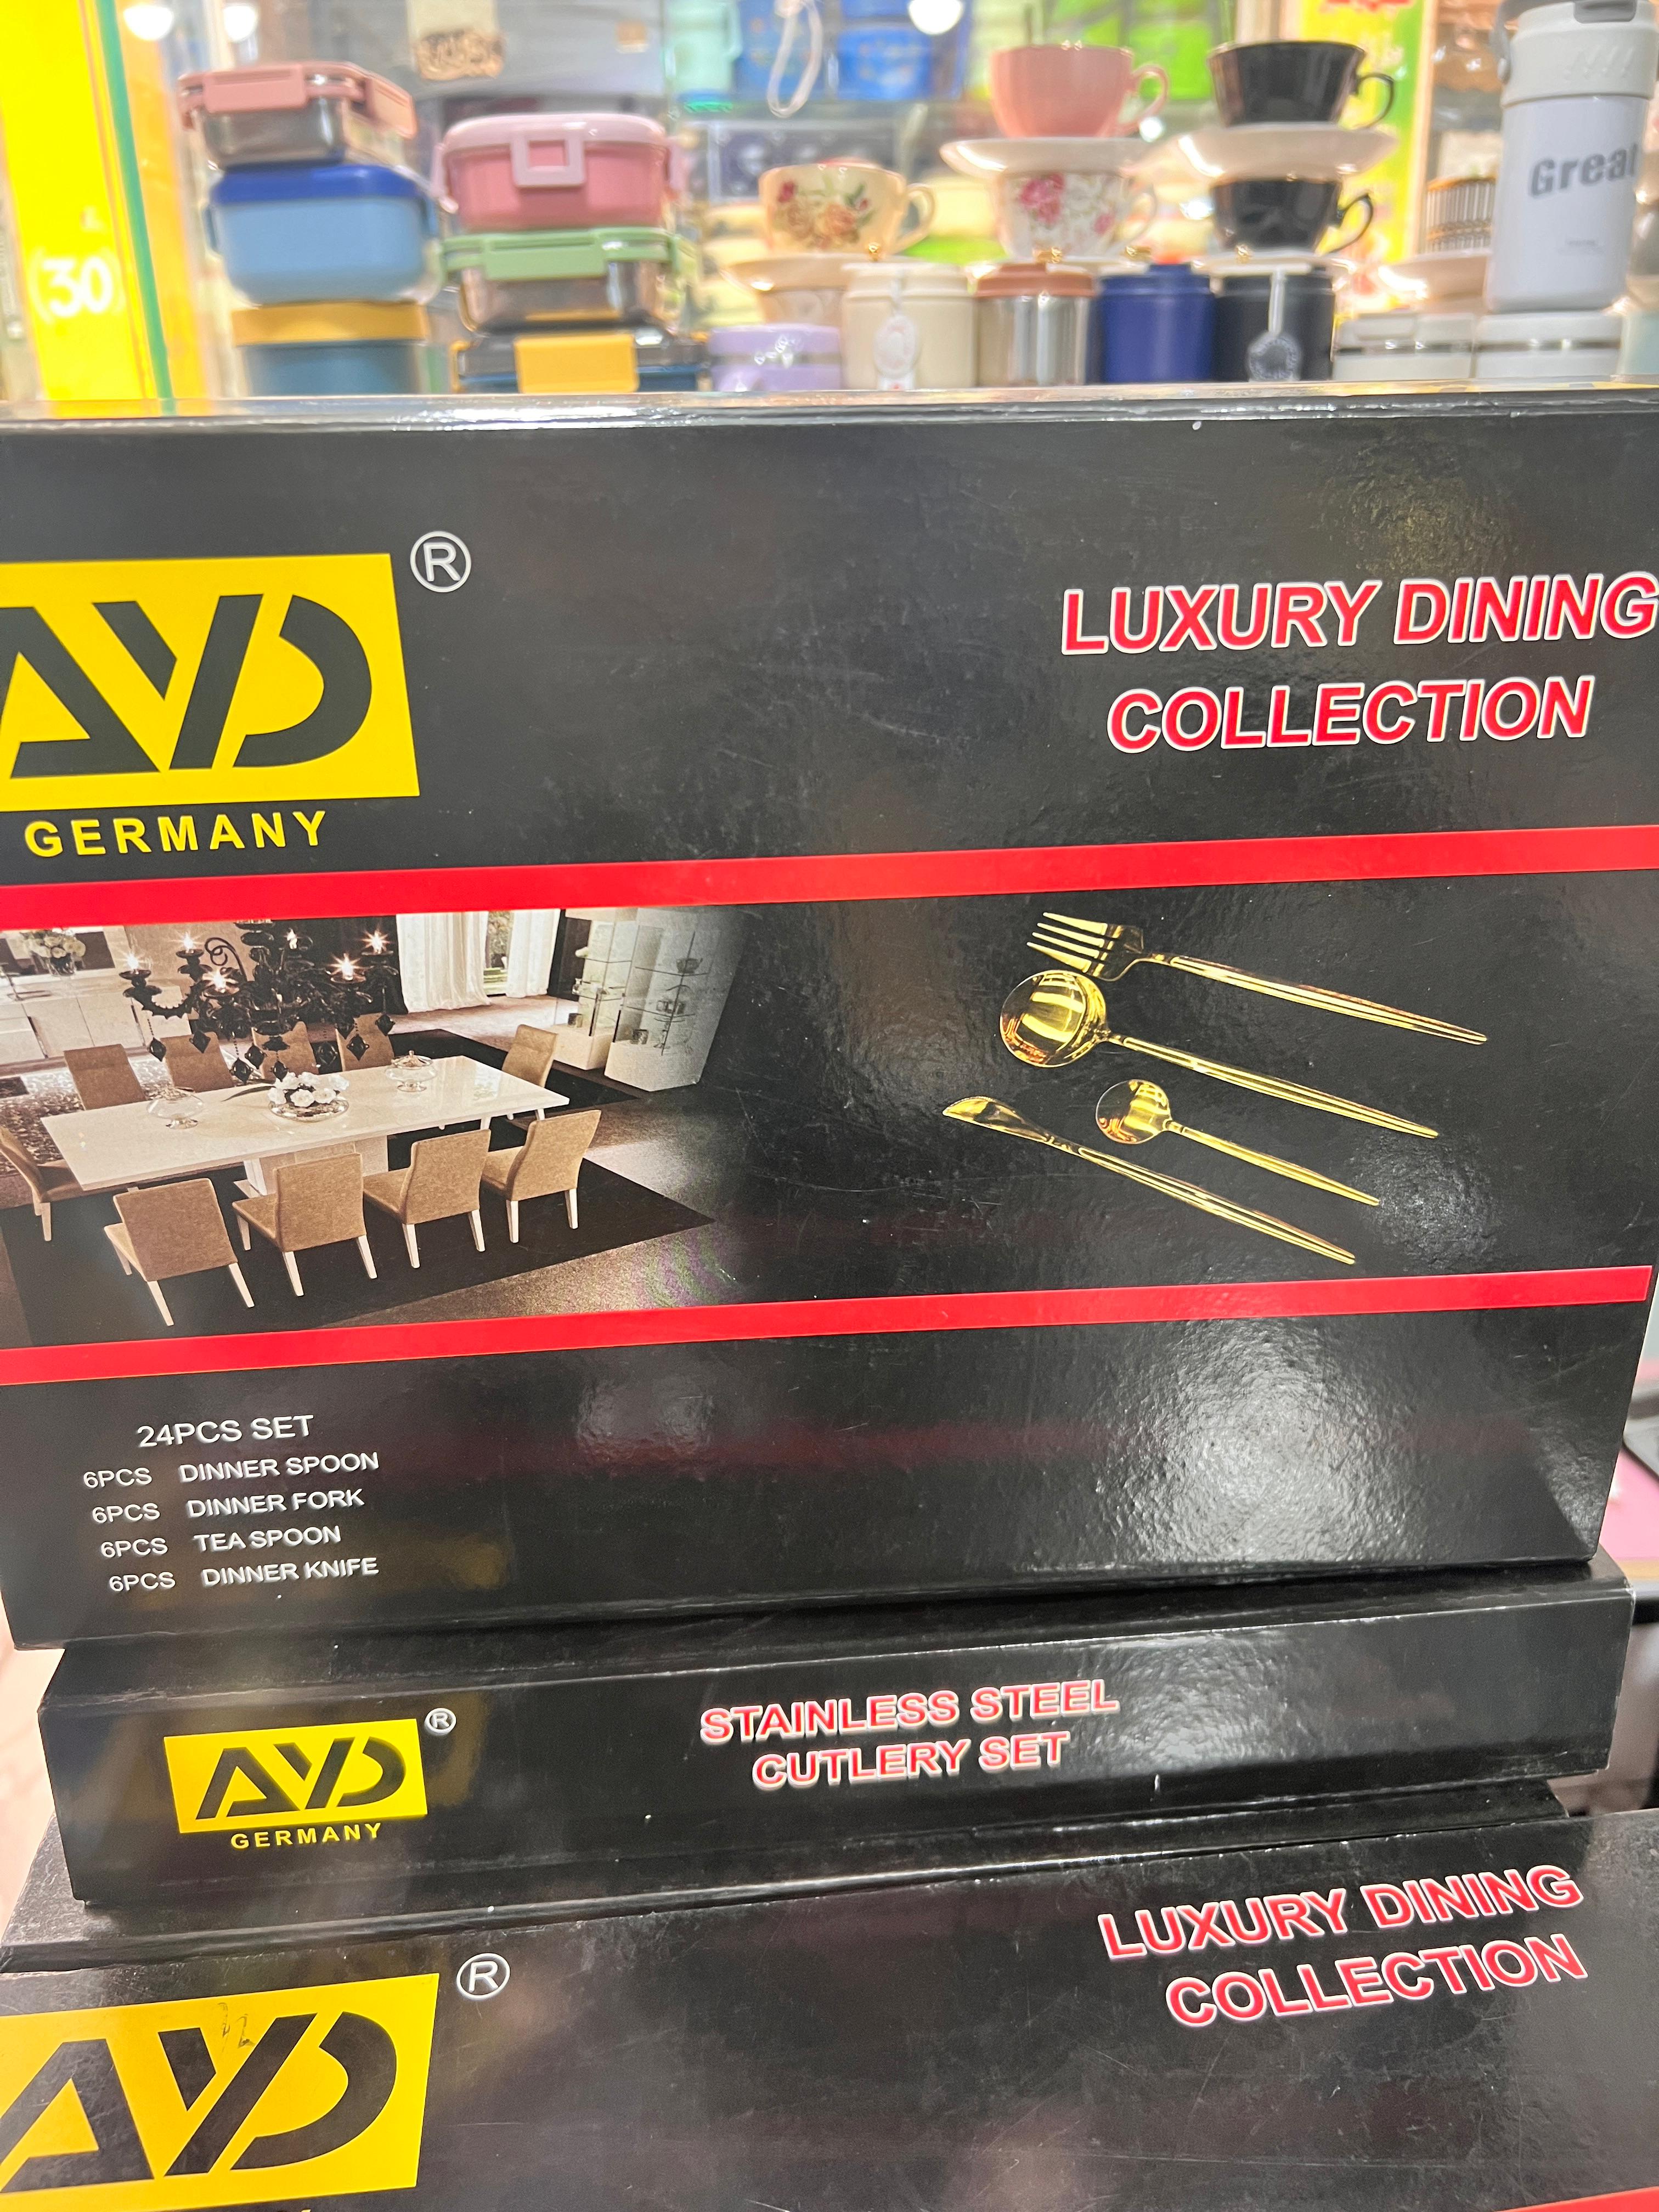 (30)
Great
AYD ®
GERMANY
LUXURY DINING
COLLECTION
24PCS SET
6PCS DINNER SPOON
6PCS DINNER FORK
6PCS TEA SPOON
6PCS DINNER KNIFE
AYD ®
GERMANY
STAINLESS STEEL
CUTLERY SET
AYD ®
LUXURY DINING
COLLECTION